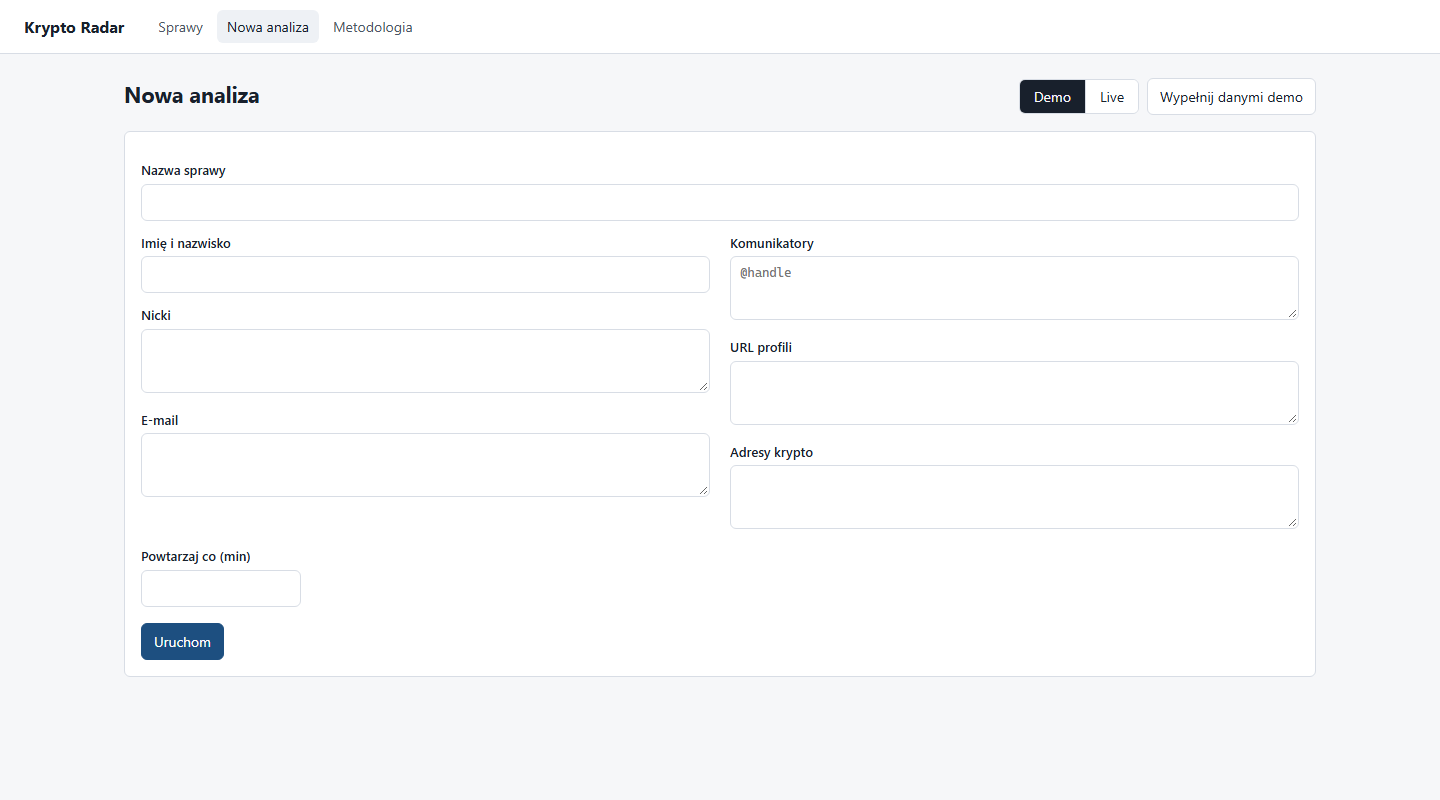 Krypto Radar Sprawy Nowa analiza Metodologia
Nowa analiza Demo Live Wypełnij danymi demo
Nazwa sprawy
Imię i nazwisko
Nicki
E-mail
Komunikatory
@handle
URL profili
Adresy krypto
Powtarzaj co (min)
Uruchom